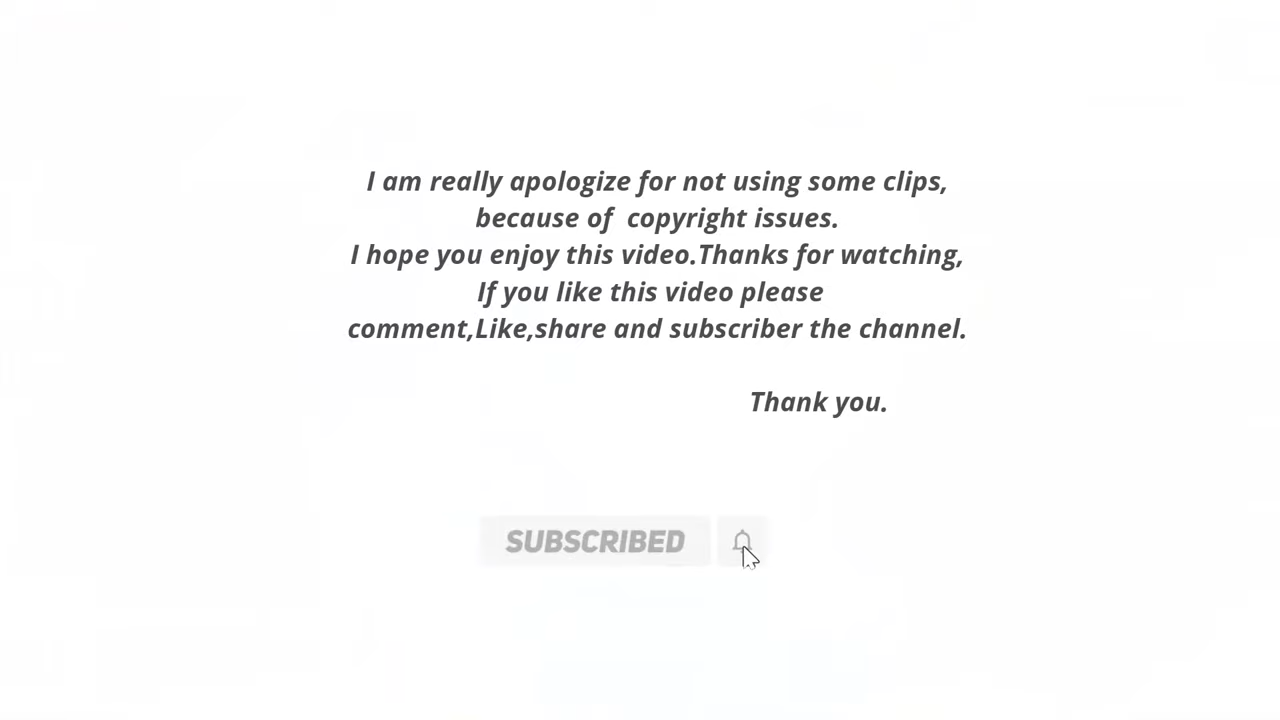 I am really apologize for not using some clips,
because of  copyright issues.
I hope you enjoy this video.Thanks for watching,
If you like this video please
comment,Like,share and subscriber the channel.
Thank you.
SUBSCRIBED